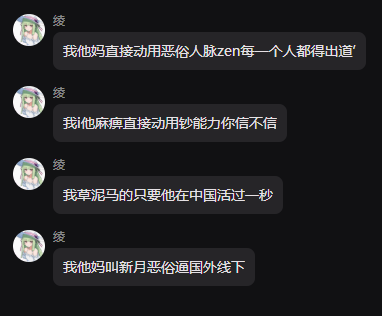 绫
我他妈直接动用恶俗人脉zen每一个人都得出道'
绫
我i他麻痹直接动用钞能力你信不信
绫
我草泥马的只要他在中国活过一秒
绫
我他妈叫新月恶俗逼国外线下